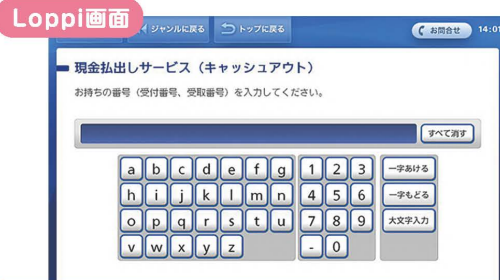 Loppi画面
ジャンルに戻る
トップに戻る
お問合せ
14:01
現金払出しサービス（キャッシュアウト）
お持ちの番号（受付番号、受取番号）を入力してください。
すべて消す
a b c d e f g 1 2 3 一字あける
h i j k l m n 4 5 6 一字もどる
o p q r s t u 7 8 9 大文字入力
v w x y z - 0